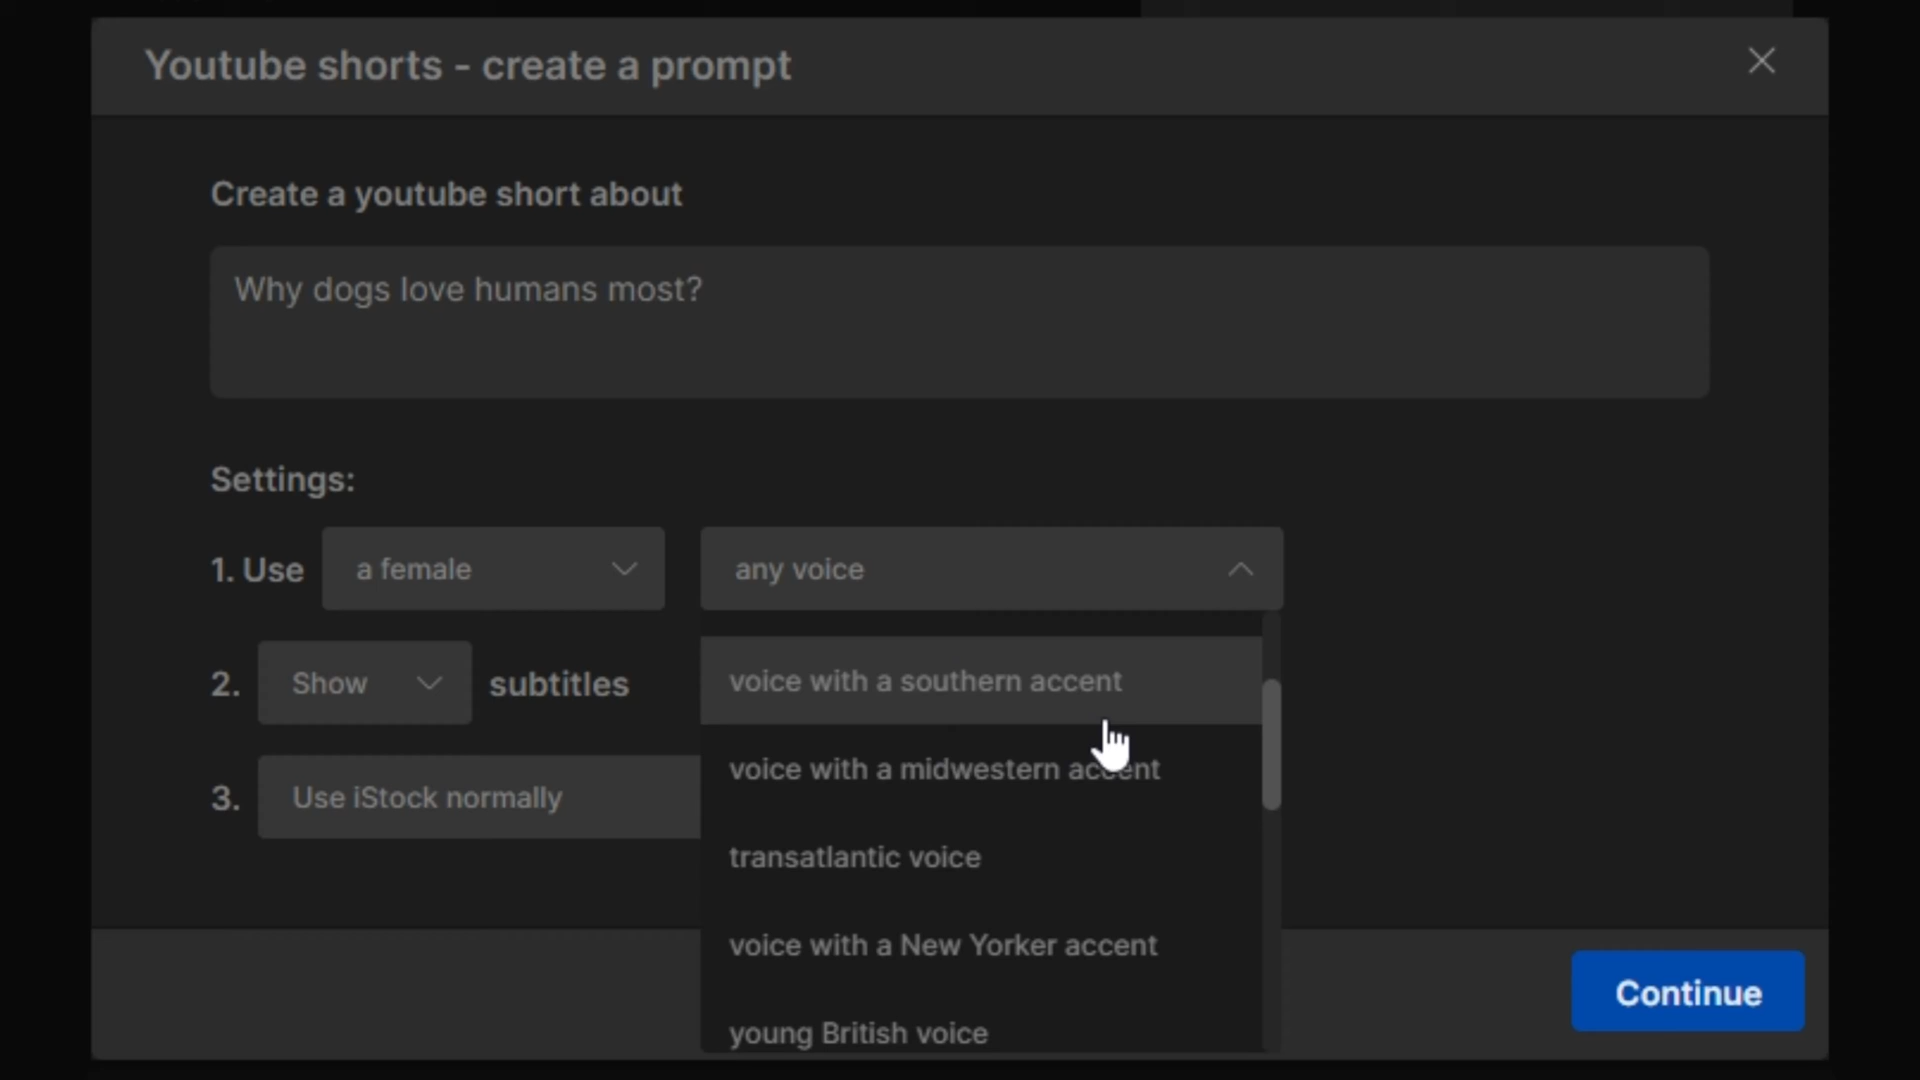 Youtube shorts - create a prompt
Create a youtube short about
Why dogs love humans most?
Settings:
1. Use a female any voice
2. Show subtitles
voice with a southern accent
voice with a midwestern accent
3. Use iStock normally
transatlantic voice
voice with a New Yorker accent
young British voice
Continue